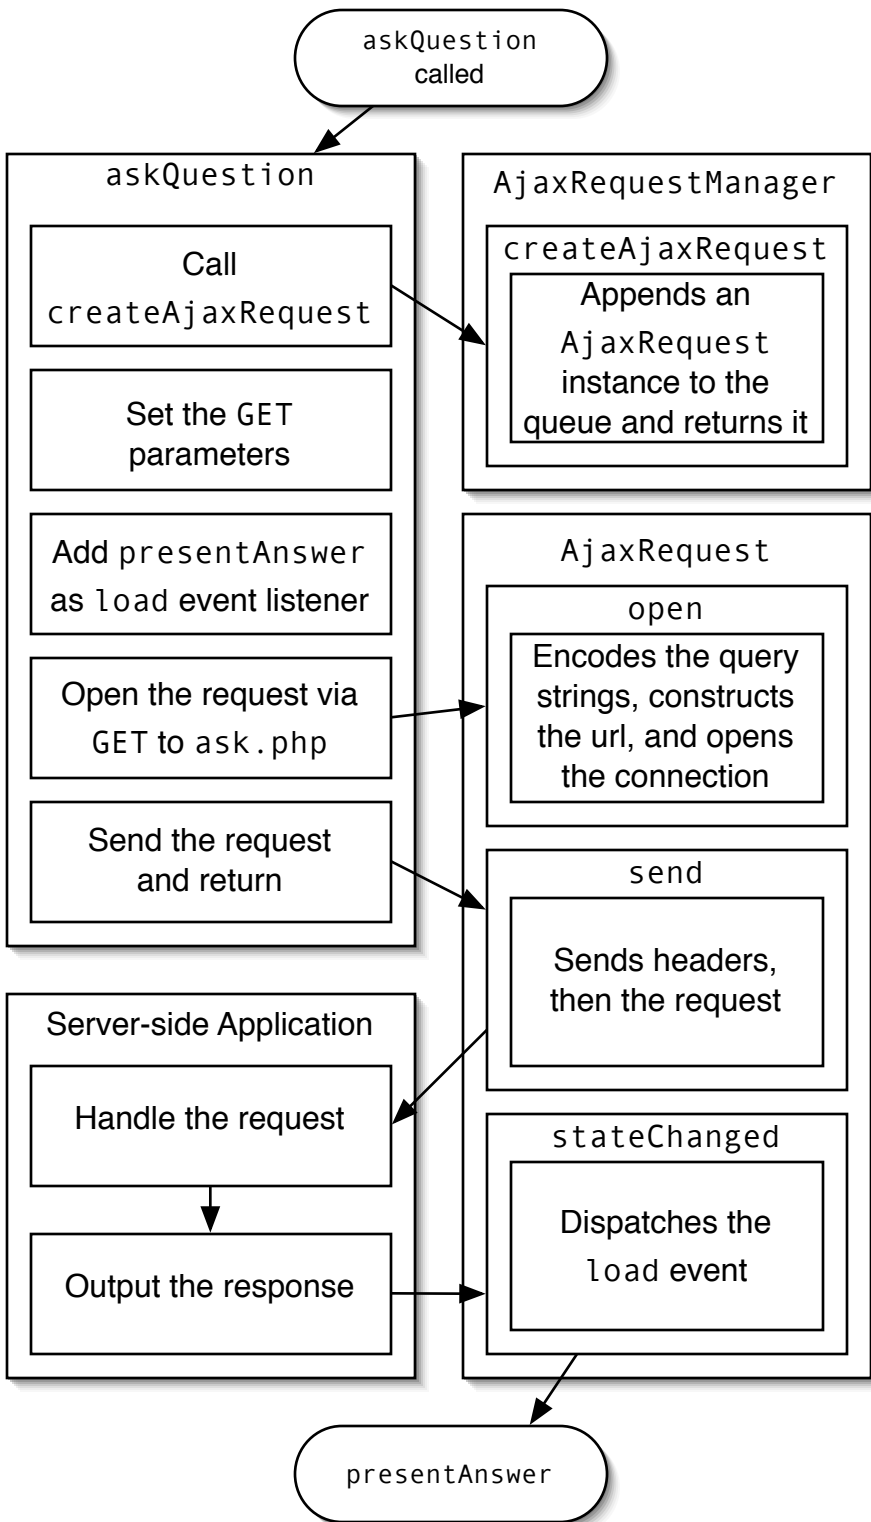 askQuestion
called
askQuestion
Call
createAjaxRequest
Set the GET
parameters
Add presentAnswer
as load event listener
Open the request via
GET to ask.php
Send the request
and return
AjaxRequestManager
createAjaxRequest
Appends an
AjaxRequest
instance to the
queue and returns it
AjaxRequest
open
Encodes the query
strings, constructs
the url, and opens
the connection
send
Sends headers,
then the request
Server-side Application
Handle the request
Output the response
stateChanged
Dispatches the
load event
presentAnswer